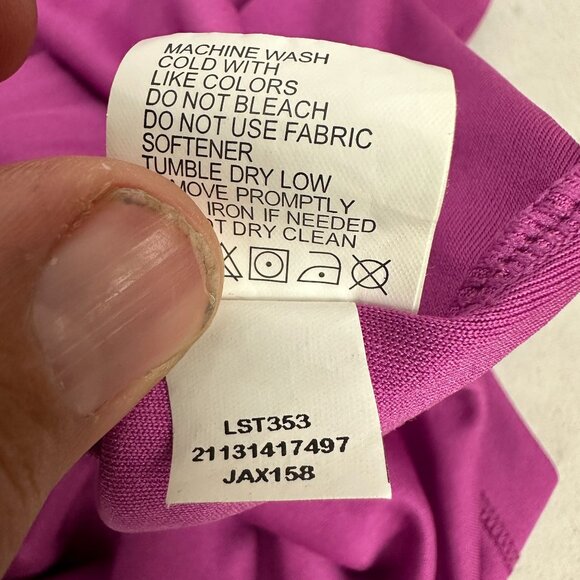 MACHINE WASH
COLD WITH
LIKE COLORS
DO NOT BLEACH
DO NOT USE FABRIC
SOFTENER
TUMBLE DRY LOW
MOVE PROMPTLY
IRON IF NEEDED
DRY CLEAN
LST353
21131417497
JAX158